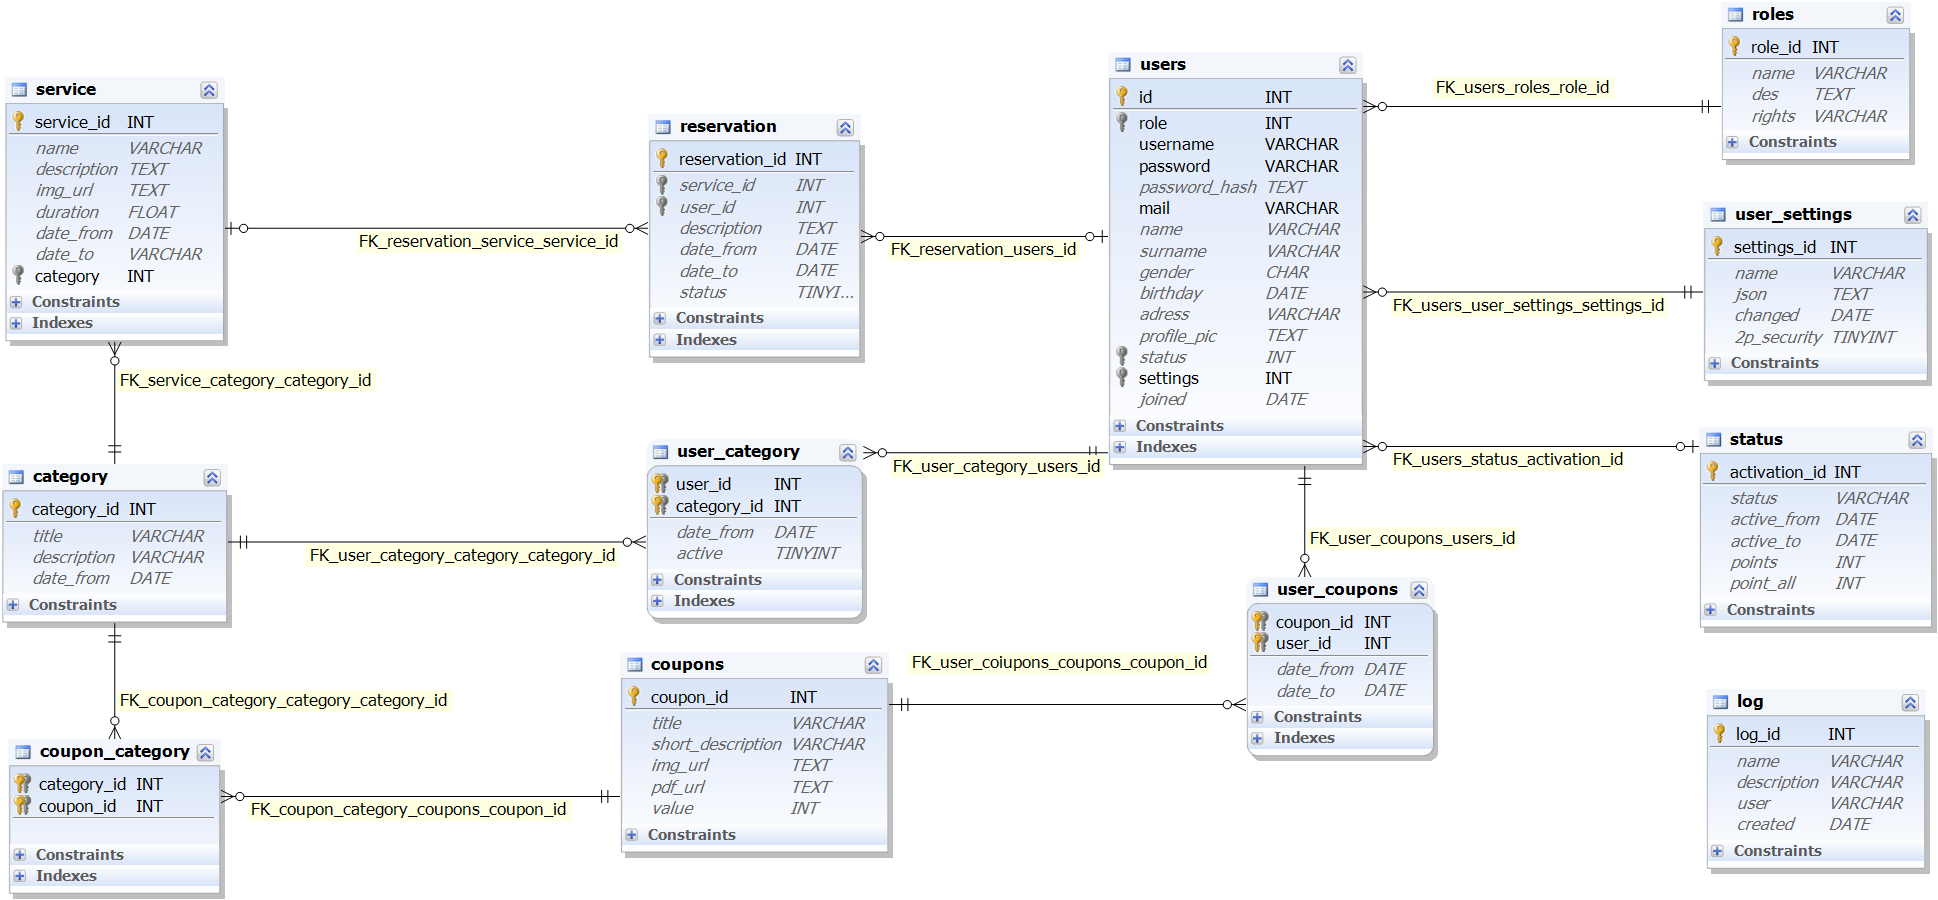 service
service_id INT
name VARCHAR
description TEXT
img_url TEXT
duration FLOAT
date_from DATE
date_to VARCHAR
category INT
Constraints
Indexes
FK_service_category_category_id
category
category_id INT
title VARCHAR
description VARCHAR
date_from DATE
Constraints
FK_coupon_category_category_category_id
coupon_category
category_id INT
coupon_id INT
Constraints
Indexes
FK_reservation_service_service_id
reservation
reservation_id INT
service_id INT
user_id INT
description TEXT
date_from DATE
date_to DATE
status TINYI...
Constraints
Indexes
FK_reservation_users_id
user_category
user_id INT
category_id INT
date_from DATE
active TINYINT
Constraints
Indexes
FK_user_category_users_id
FK_user_category_category_category_id
coupons
coupon_id INT
title VARCHAR
short_description VARCHAR
img_url TEXT
pdf_url TEXT
value INT
Constraints
FK_coupon_category_coupons_coupon_id
FK_user_coiupons_coupons_coupon_id
users
id INT
role INT
username VARCHAR
password VARCHAR
password_hash TEXT
mail VARCHAR
name VARCHAR
surname VARCHAR
gender CHAR
birthday DATE
adress VARCHAR
profile_pic TEXT
status INT
settings INT
joined DATE
Constraints
Indexes
FK_user_coupons_users_id
user_coupons
coupon_id INT
user_id INT
date_from DATE
date_to DATE
Constraints
Indexes
FK_users_roles_role_id
roles
role_id INT
name VARCHAR
des TEXT
rights VARCHAR
Constraints
FK_users_user_settings_settings_id
user_settings
settings_id INT
name VARCHAR
json TEXT
changed DATE
2p_security TINYINT
Constraints
FK_users_status_activation_id
status
activation_id INT
status VARCHAR
active_from DATE
active_to DATE
points INT
point_all INT
Constraints
log
log_id INT
name VARCHAR
description VARCHAR
user VARCHAR
created DATE
Constraints